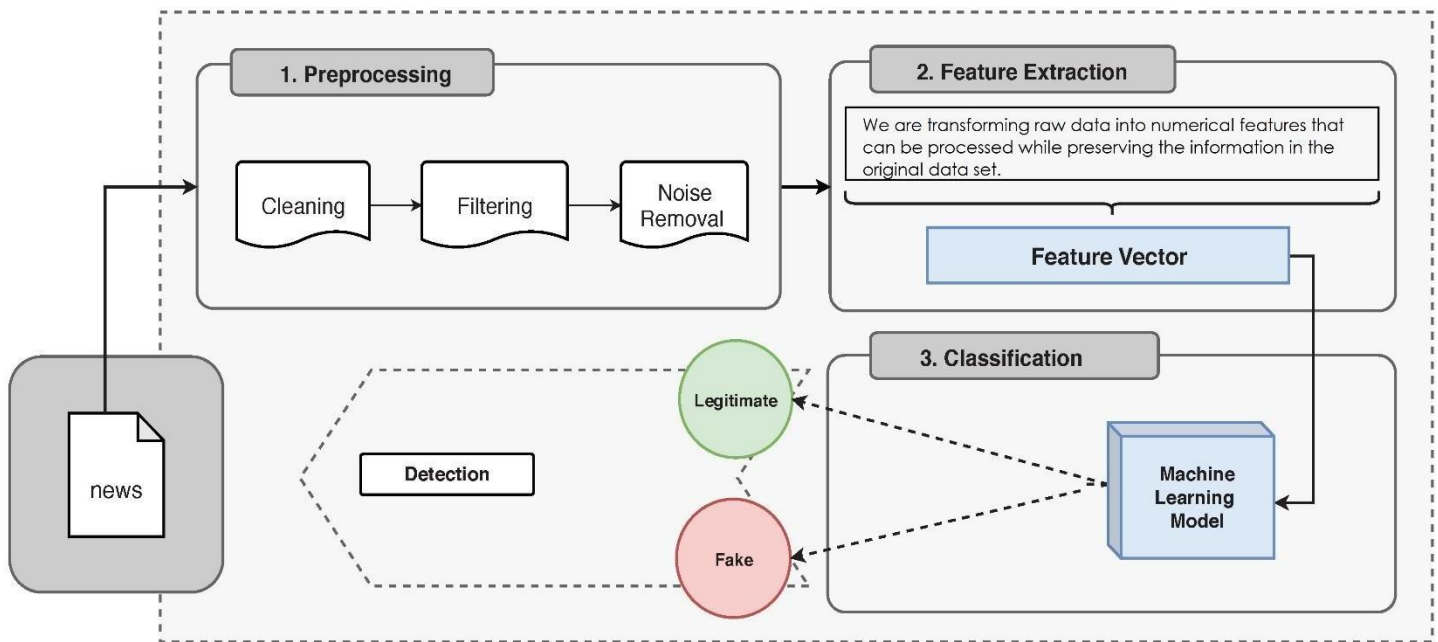 1. Preprocessing
Cleaning
Filtering
Noise
Removal
2. Feature Extraction
We are transforming raw data into numerical features that
can be processed while preserving the information in the
original data set.
Feature Vector
news
Detection
Legitimate
Fake
3. Classification
Machine
Learning
Model